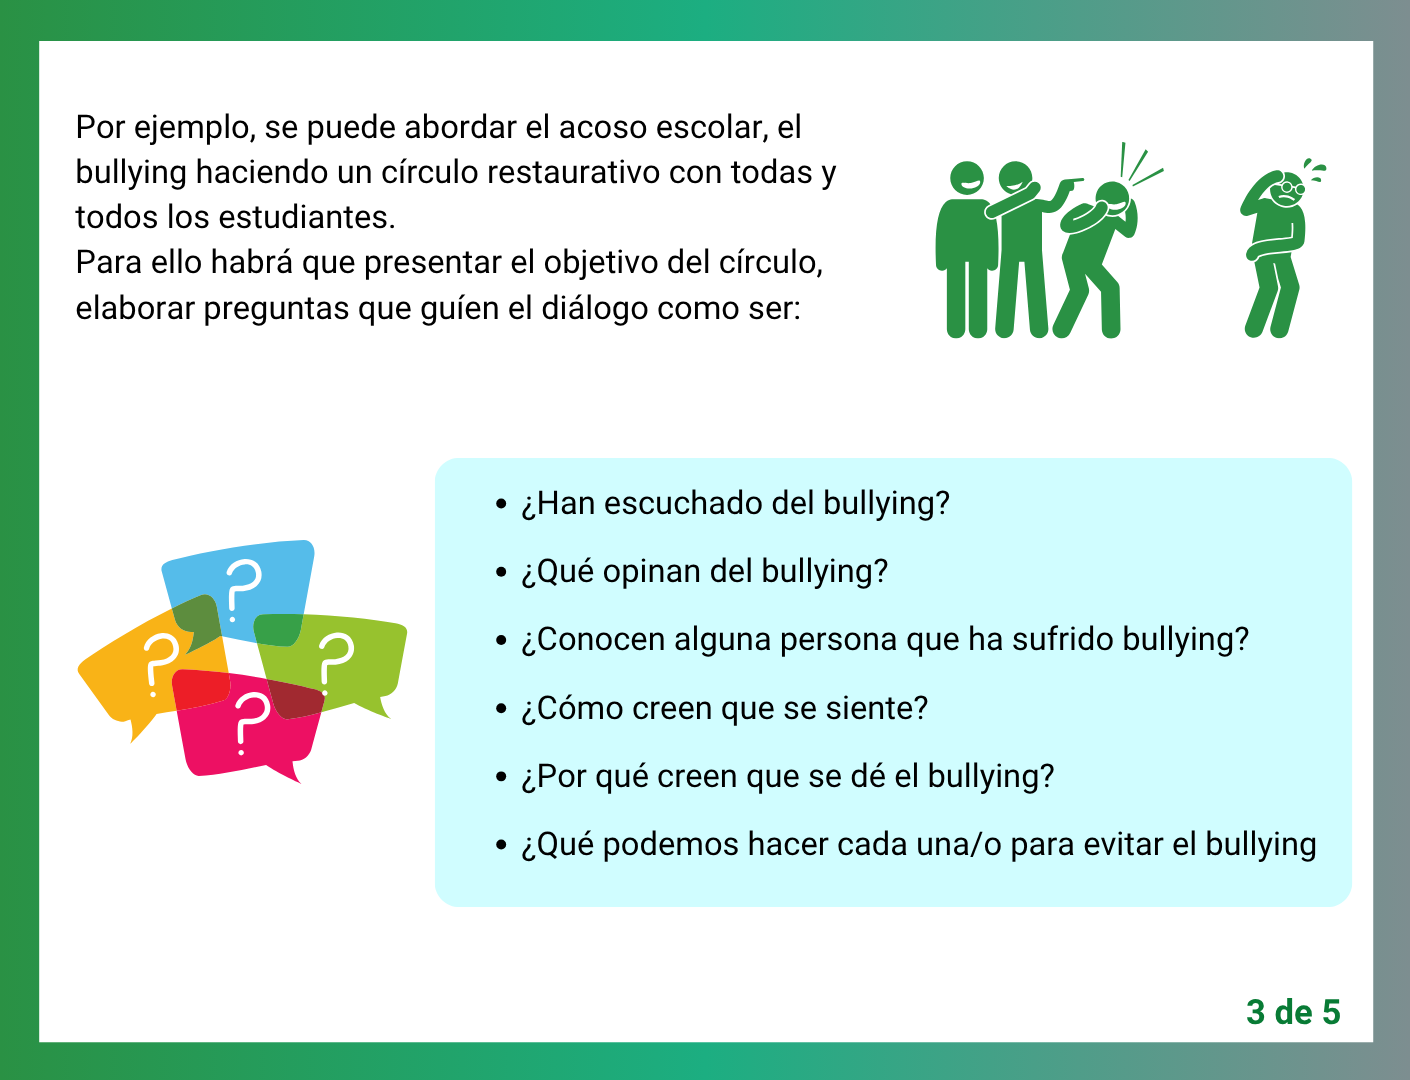 Por ejemplo, se puede abordar el acoso escolar, el
bullying haciendo un círculo restaurativo con todas y
todos los estudiantes.
Para ello habrá que presentar el objetivo del círculo,
elaborar preguntas que guíen el diálogo como ser:
? ? ? ?
• ¿Han escuchado del bullying?
• ¿Qué opinan del bullying?
• ¿Conocen alguna persona que ha sufrido bullying?
• ¿Cómo creen que se siente?
• ¿Por qué creen que se dé el bullying?
• ¿Qué podemos hacer cada una/o para evitar el bullying
3 de 5